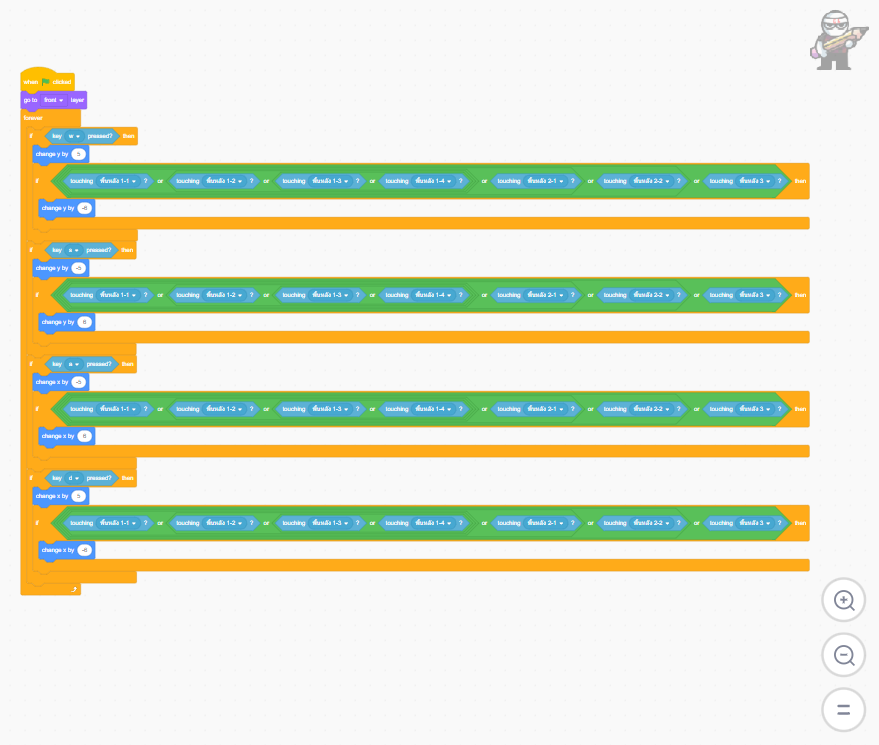 when clicked
go to front layer
forever
if key w pressed? then
change y by 5
if touching พื้นหลัง 1-1 ? or touching พื้นหลัง 1-2 ? or touching พื้นหลัง 1-3 ? or touching พื้นหลัง 1-4 ? or touching พื้นหลัง 2-1 ? or touching พื้นหลัง 2-2 ? or touching พื้นหลัง 3 ? then
change y by -6
if key s pressed? then
change y by -5
if touching พื้นหลัง 1-1 ? or touching พื้นหลัง 1-2 ? or touching พื้นหลัง 1-3 ? or touching พื้นหลัง 1-4 ? or touching พื้นหลัง 2-1 ? or touching พื้นหลัง 2-2 ? or touching พื้นหลัง 3 ? then
change y by 6
if key a pressed? then
change x by -5
if touching พื้นหลัง 1-1 ? or touching พื้นหลัง 1-2 ? or touching พื้นหลัง 1-3 ? or touching พื้นหลัง 1-4 ? or touching พื้นหลัง 2-1 ? or touching พื้นหลัง 2-2 ? or touching พื้นหลัง 3 ? then
change x by 6
if key d pressed? then
change x by 5
if touching พื้นหลัง 1-1 ? or touching พื้นหลัง 1-2 ? or touching พื้นหลัง 1-3 ? or touching พื้นหลัง 1-4 ? or touching พื้นหลัง 2-1 ? or touching พื้นหลัง 2-2 ? or touching พื้นหลัง 3 ? then
change x by -6